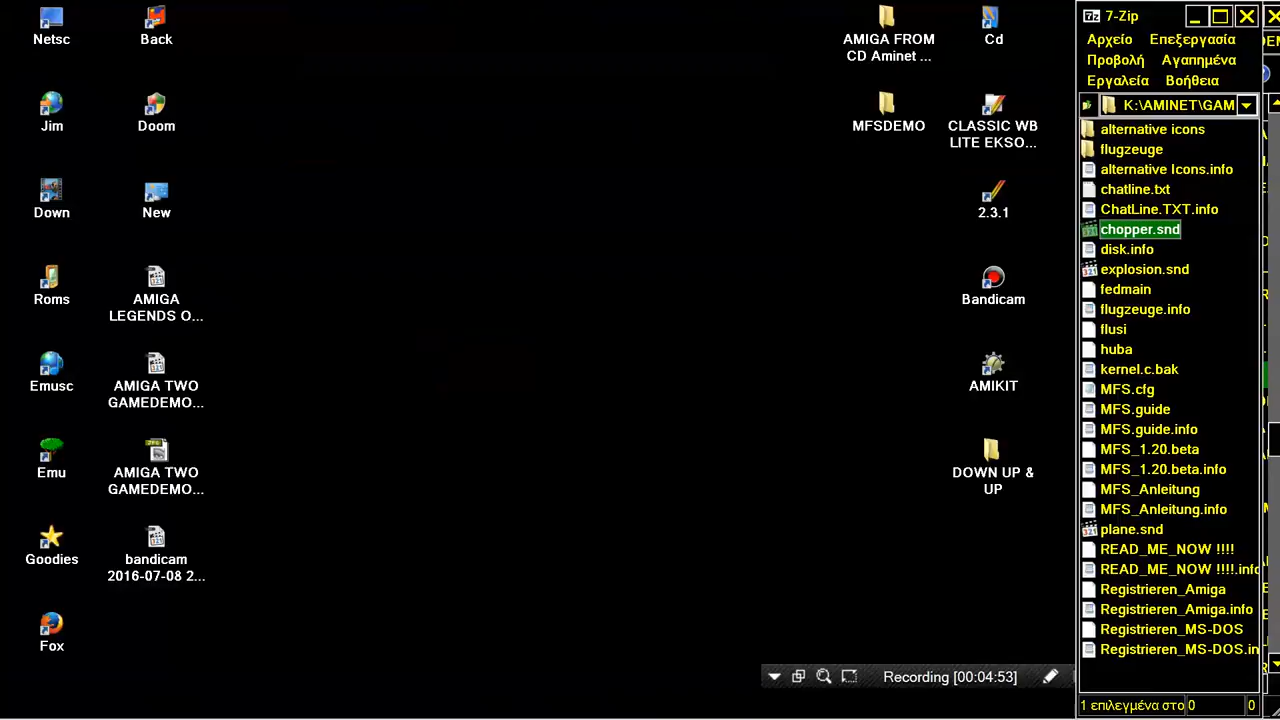 Netsc
Back
Jim
Doom
Down
New
Roms
AMIGA
LEGENDS O...
Emusc
AMIGA TWO
GAMEDEMO...
Emu
AMIGA TWO
GAMEDEMO...
Goodies
bandicam
2016-07-08 2...
Fox
AMIGA FROM
CD Aminet ...
Cd
MFSDEMO
CLASSIC WB
LITE EKSO...
2.3.1
Bandicam
AMIKIT
DOWN UP &
UP
Recording [00:04:53]
7-Zip
Αρχείο Επεξεργασία
Προβολή Αγαπημένα
Εργαλεία Βοήθεια
K:\AMINET\GAM
alternative icons
flugzeuge
alternative Icons.info
chatline.txt
ChatLine.TXT.info
chopper.snd
disk.info
explosion.snd
fedmain
flugzeuge.info
flusi
huba
kernel.c.bak
MFS.cfg
MFS.guide
MFS.guide.info
MFS_1.20.beta
MFS_1.20.beta.info
MFS_Anleitung
MFS_Anleitung.info
plane.snd
READ_ME_NOW !!!!
READ_ME_NOW !!!!.info
Registrieren_Amiga
Registrieren_Amiga.info
Registrieren_MS-DOS
Registrieren_MS-DOS.in
1 επιλεγμένα στο 0 0